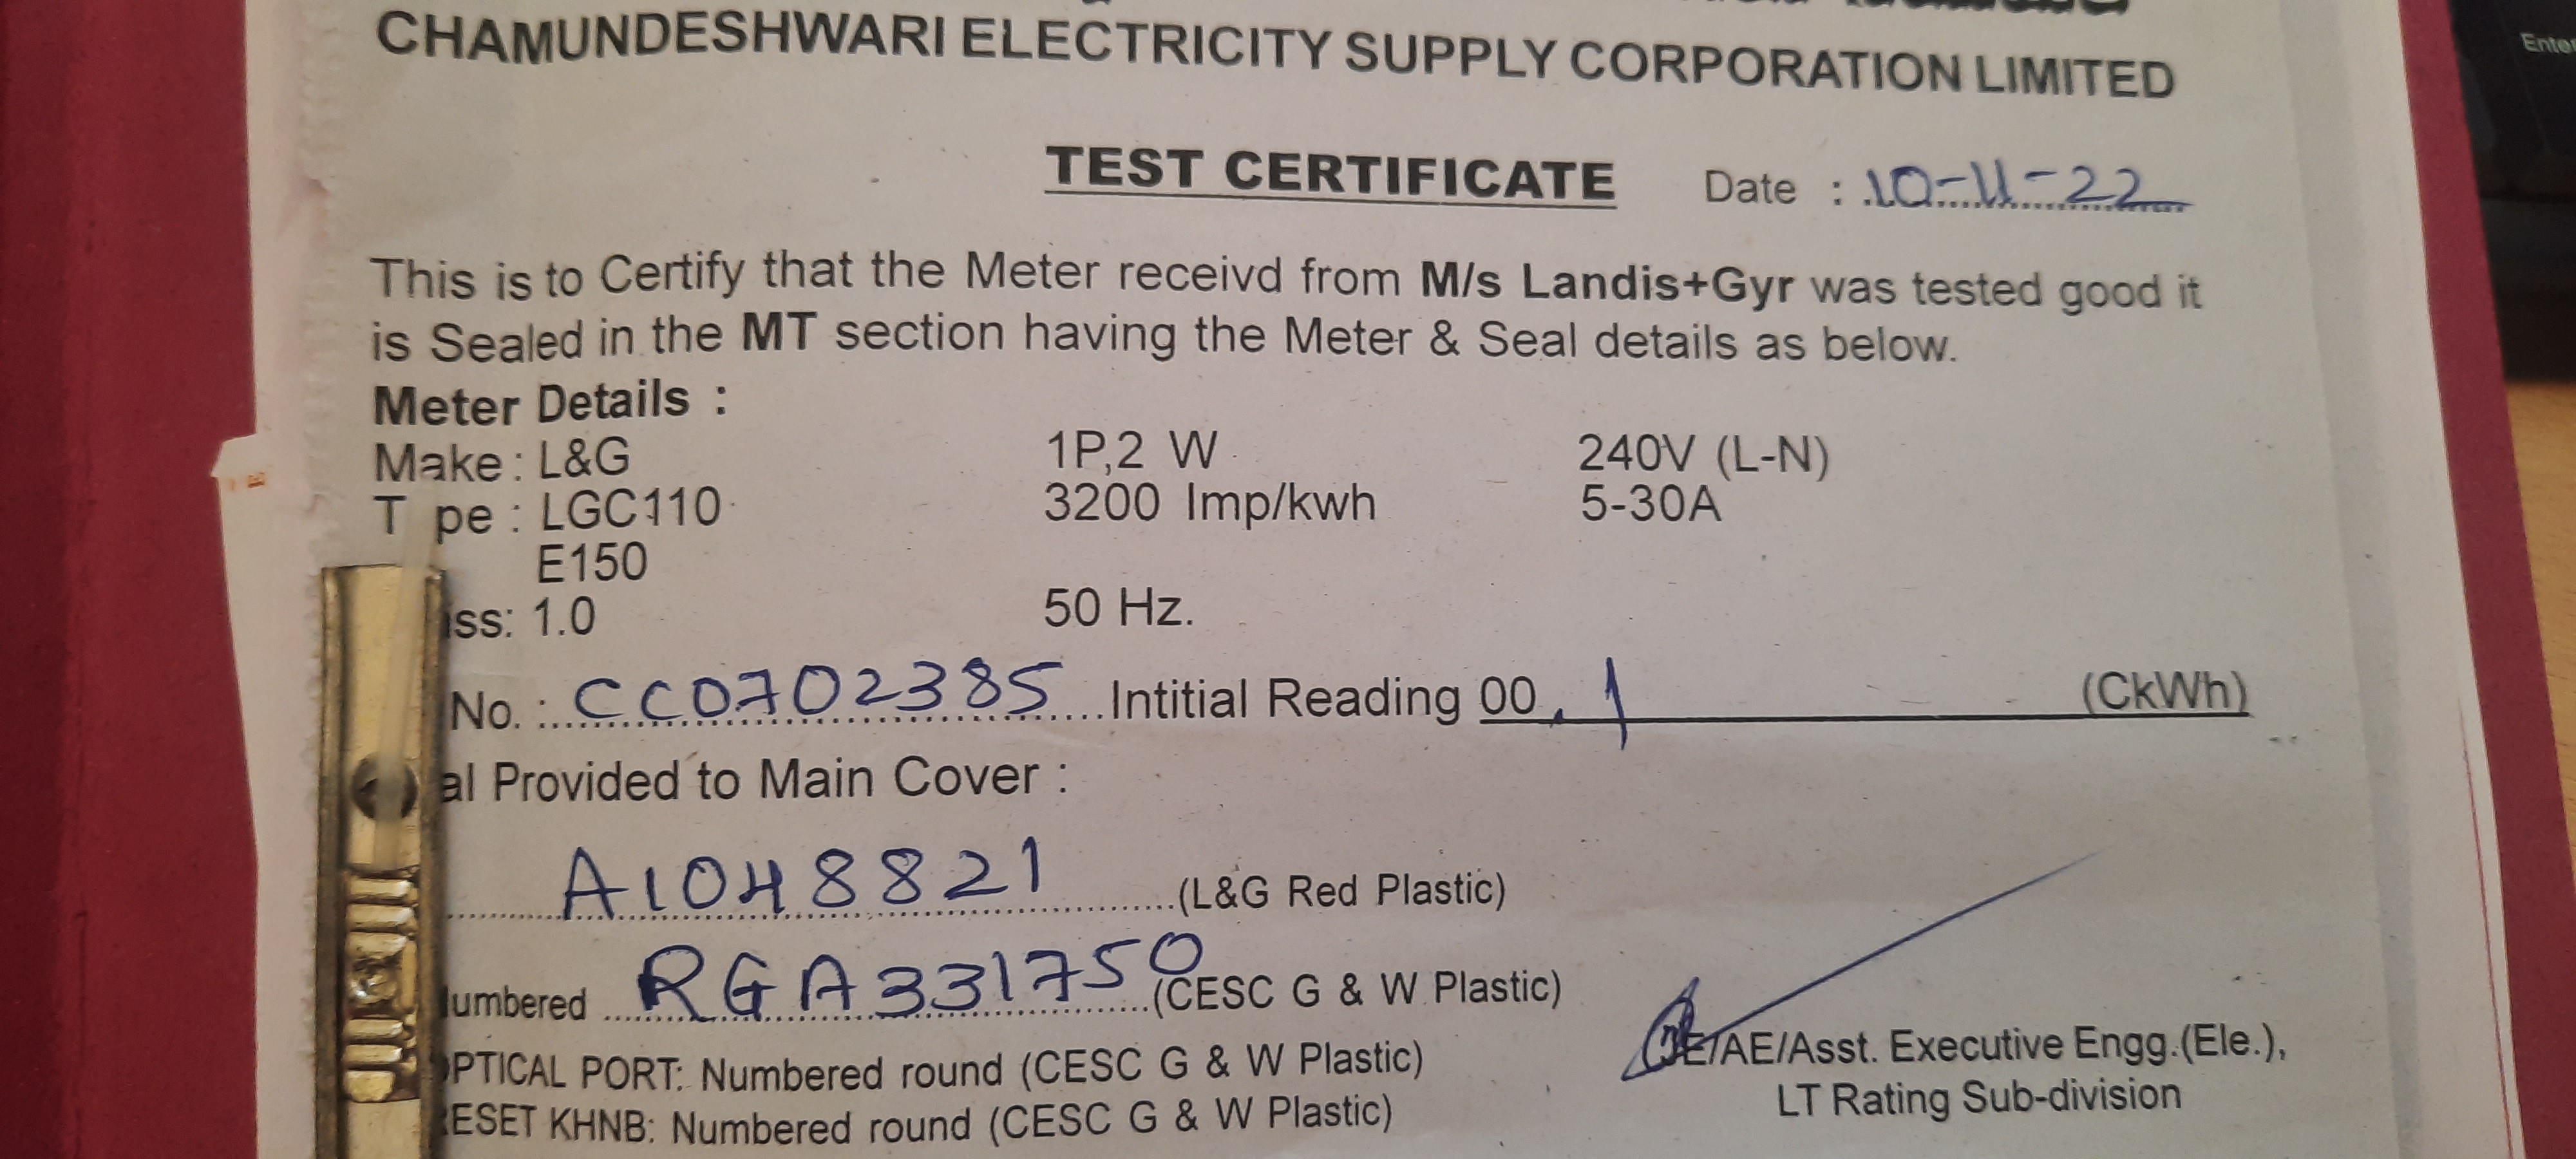 CHAMUNDESHWARI ELECTRICITY SUPPLY CORPORATION LIMITED
TEST CERTIFICATE Date : 10-11-22
This is to Certify that the Meter receivd from M/s Landis+Gyr was tested good it
is Sealed in the MT section having the Meter & Seal details as below.
Meter Details :
Make : L&G 1P,2 W 240V (L-N)
T pe : LGC110 3200 Imp/kwh 5-30A
E150
ss: 1.0 50 Hz.
No. : CC0702385 Intitial Reading 00.1 (CkWh)
al Provided to Main Cover :
A1048821 (L&G Red Plastic)
umbered RGA331750 (CESC G & W Plastic)
PTICAL PORT: Numbered round (CESC G & W Plastic)
ESET KHNB: Numbered round (CESC G & W Plastic)
JE/AE/Asst. Executive Engg.(Ele.),
LT Rating Sub-division
Enter